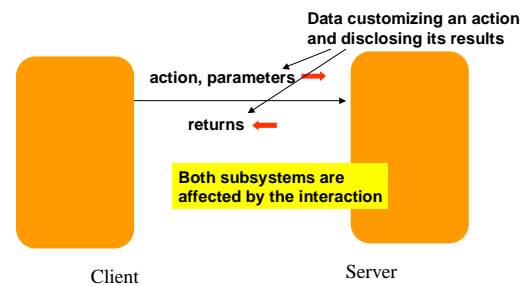 Data customizing an action
and disclosing its results
action, parameters
returns
Both subsystems are
affected by the interaction
Client
Server